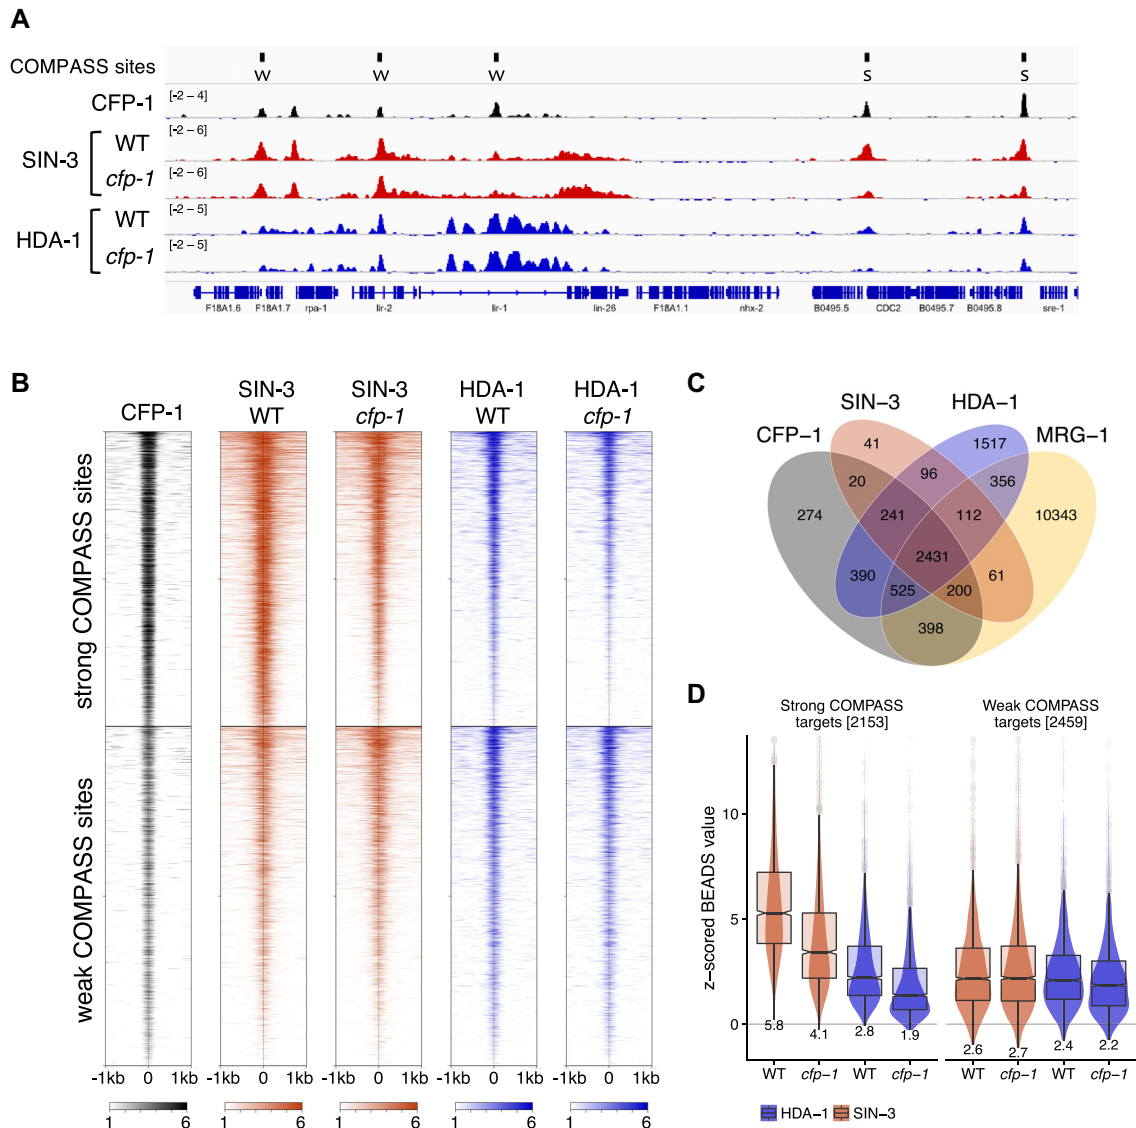 A
COMPASS sites
W W W S S
CFP-1
[-2 – 4]
SIN-3
WT
[-2 – 6]
cfp-1
[-2 – 6]
HDA-1
WT
[-2 – 5]
cfp-1
[-2 – 5]
F18A1.6 F18A1.7 rpa-1 lir-2 lir-1 lin-26 F18A1.1 nhx-2 B0495.5 CDC2 B0495.7 B0495.8 sre-1
B
CFP-1
SIN-3 WT
SIN-3 cfp-1
HDA-1 WT
HDA-1 cfp-1
strong COMPASS sites
weak COMPASS sites
-1kb 0 1kb -1kb 0 1kb -1kb 0 1kb -1kb 0 1kb -1kb 0 1kb
1 6 1 6 1 6 1 6 1 6
C
SIN–3 HDA–1
CFP–1 MRG–1
41 1517
20 96 356
274 241 112 10343
2431
390 525 200 61
398
D
Strong COMPASS targets [2153]
Weak COMPASS targets [2459]
z–scored BEADS value
10
5
0
5.8 4.1 2.8 1.9 2.6 2.7 2.4 2.2
WT cfp–1 WT cfp–1 WT cfp–1 WT cfp–1
HDA–1 SIN–3